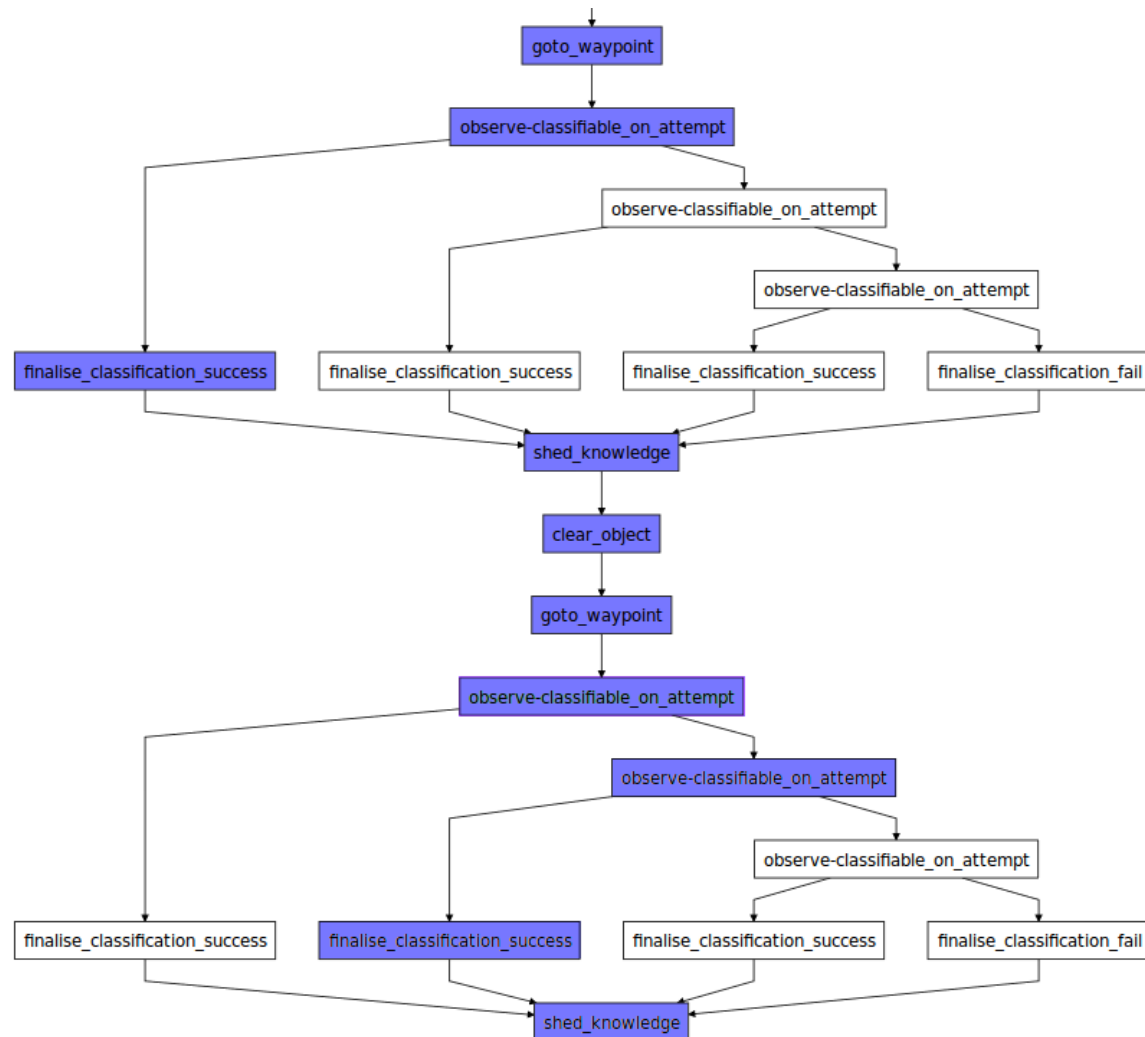 goto_waypoint
observe-classifiable_on_attempt
observe-classifiable_on_attempt
observe-classifiable_on_attempt
finalise_classification_success
finalise_classification_success
finalise_classification_success
finalise_classification_fail
shed_knowledge
clear_object
goto_waypoint
observe-classifiable_on_attempt
observe-classifiable_on_attempt
observe-classifiable_on_attempt
finalise_classification_success
finalise_classification_success
finalise_classification_success
finalise_classification_fail
shed_knowledge